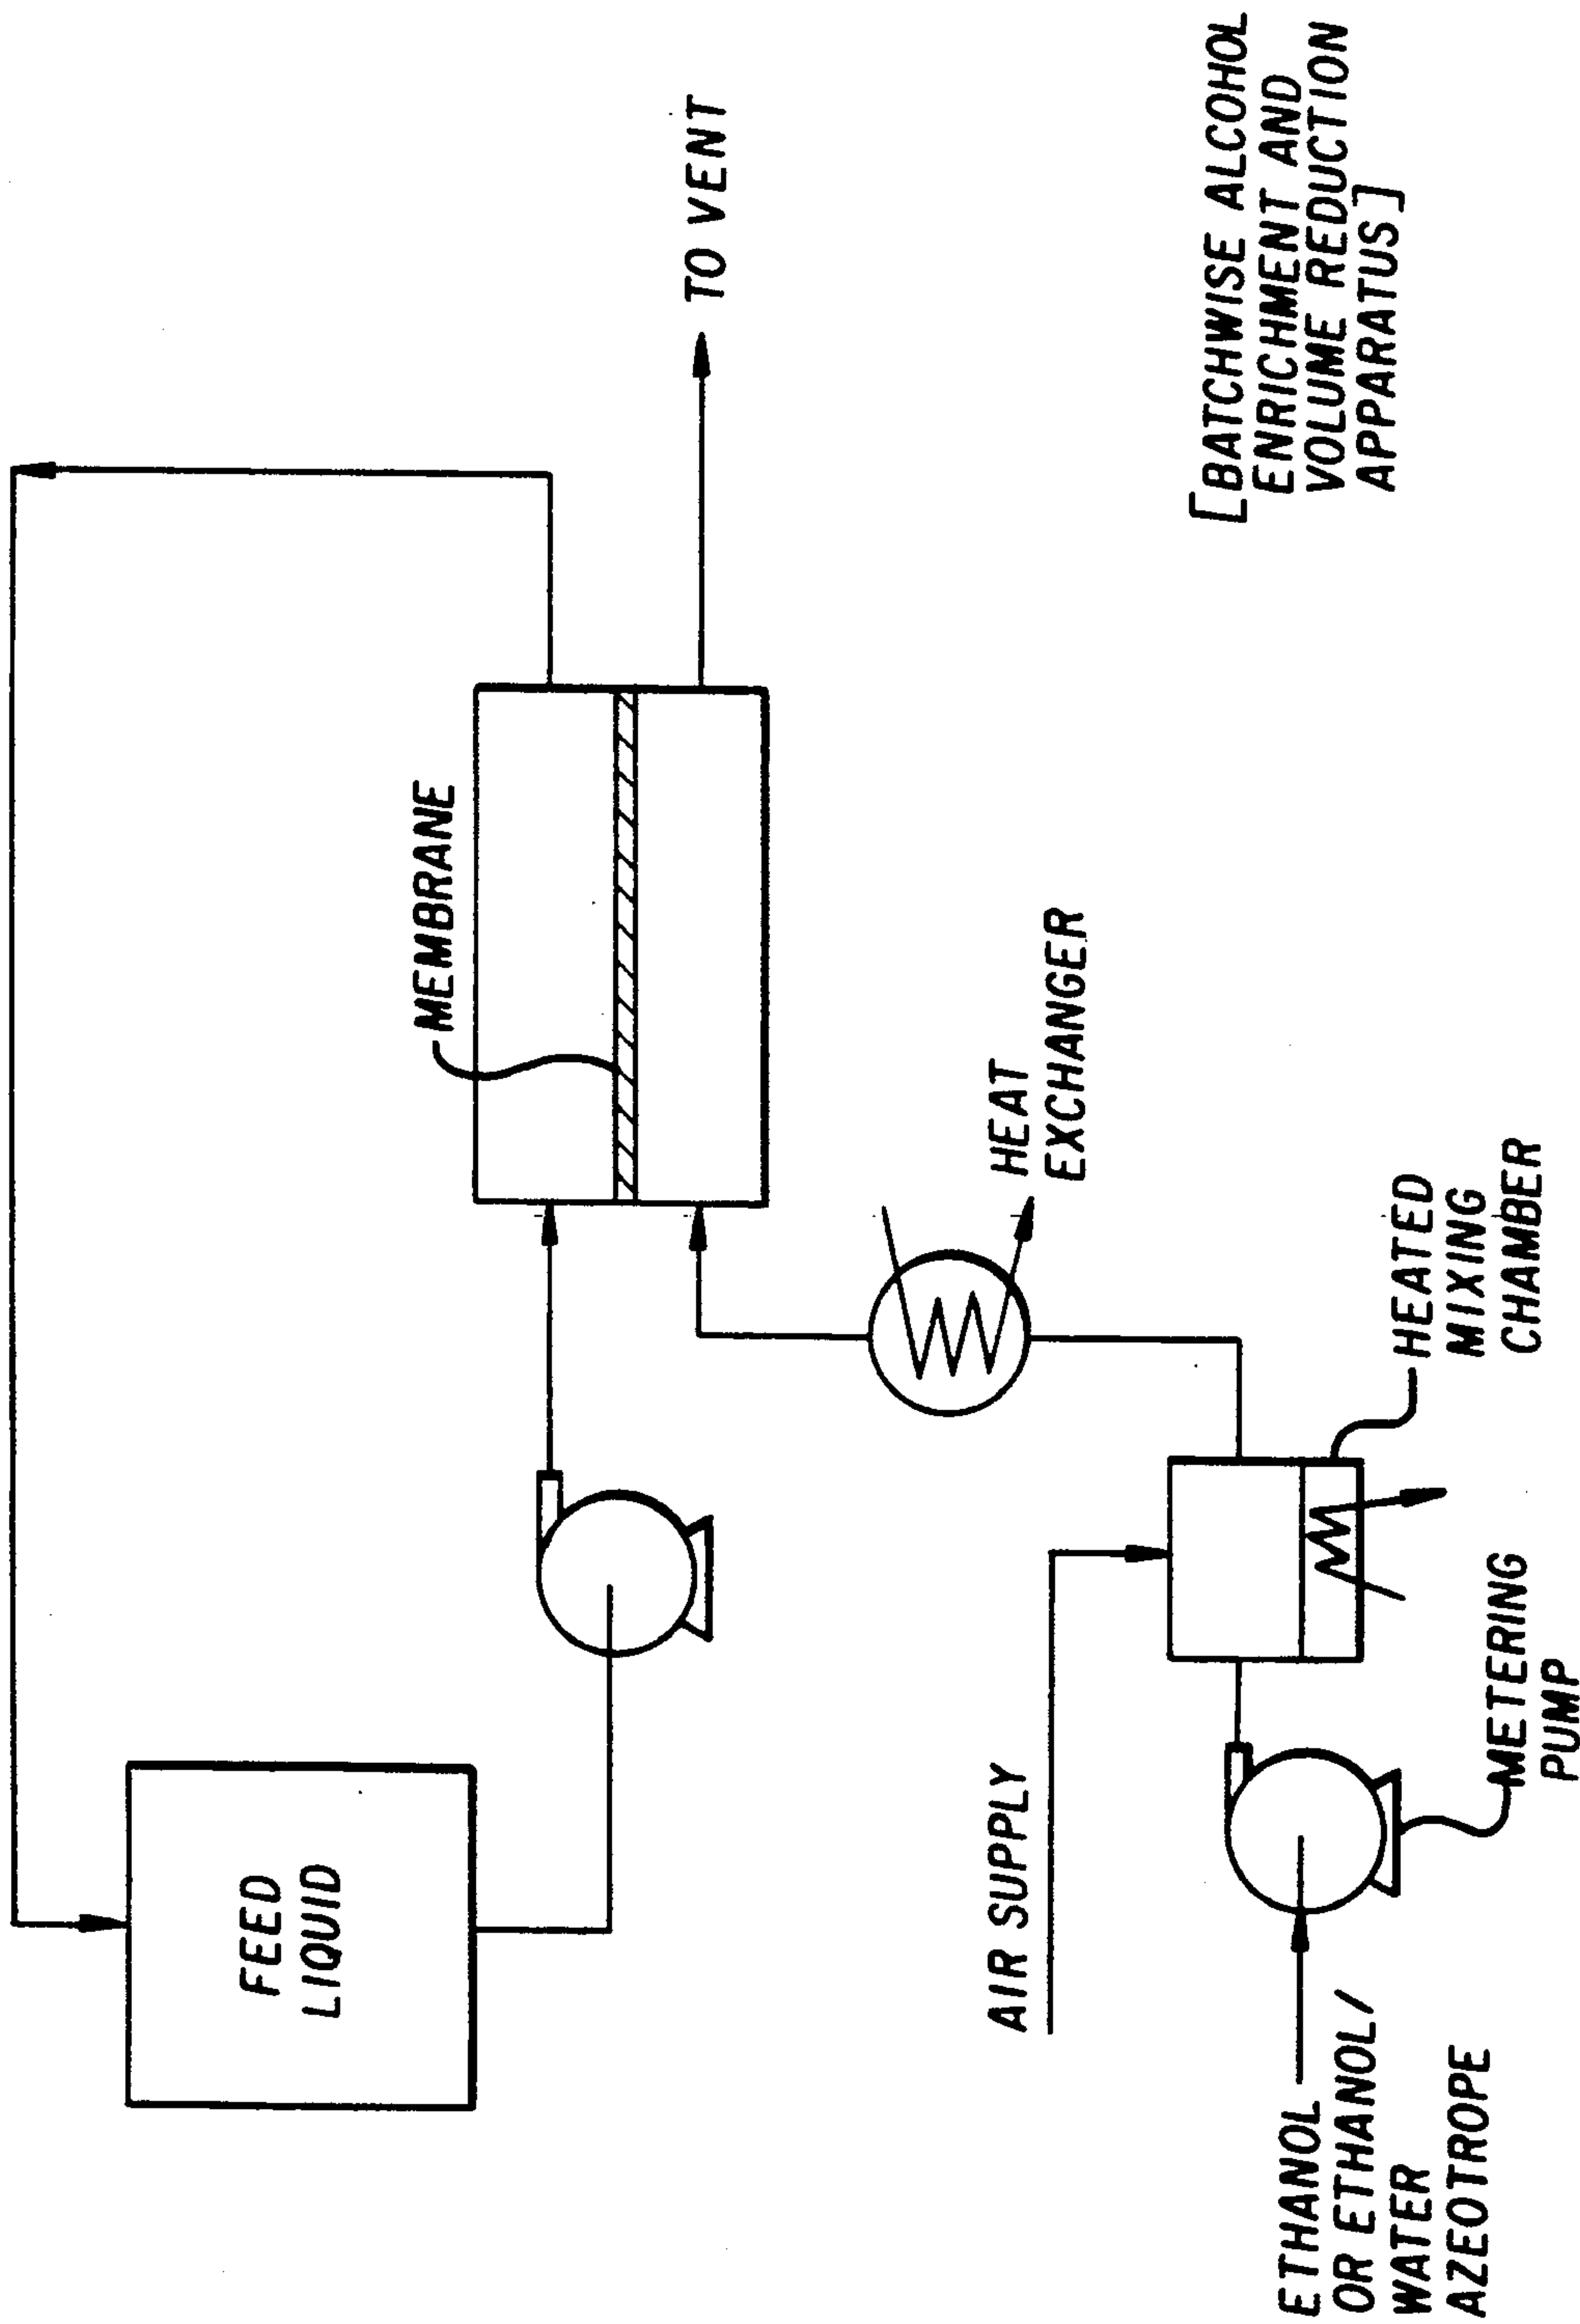 FEED
LIQUID
MEMBRANE
TO VENT
AIR SUPPLY
HEAT
EXCHANGER
ETHANOL
OR ETHANOL/
WATER
AZEOTROPE
METERING
PUMP
HEATED
MIXING
CHAMBER
[BATCHWISE ALCOHOL
ENRICHMENT AND
VOLUME REDUCTION
APPARATUS]